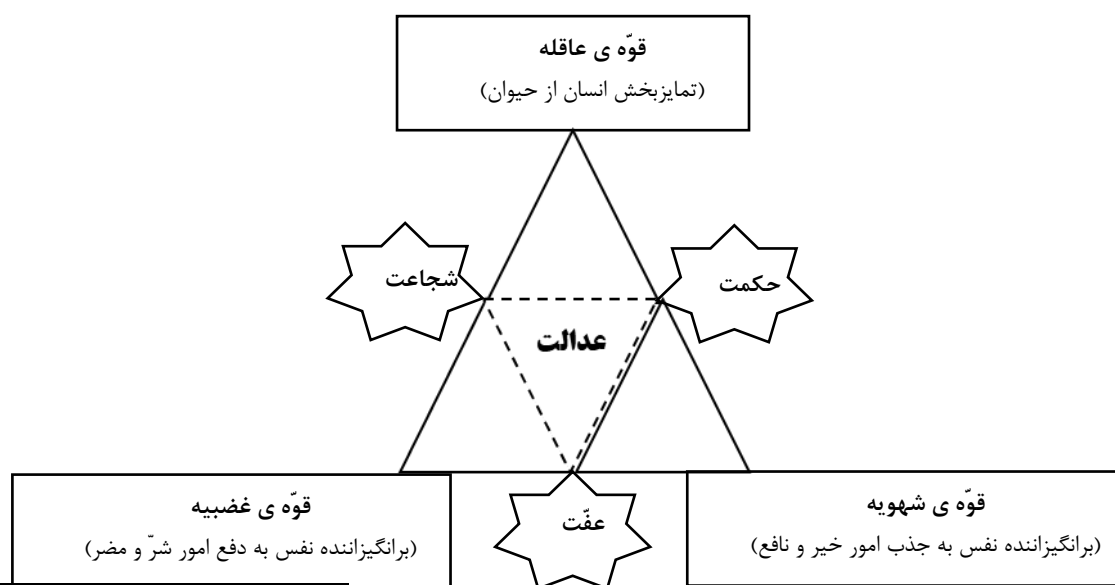 قوّه ی عاقله
(تمایزبخش انسان از حیوان)
حکمت
شجاعت
عدالت
عفّت
قوّه ی شهویه
(برانگیزاننده نفس به جذب امور خیر و نافع)
قوّه ی غضبیه
(برانگیزاننده نفس به دفع امور شرّ و مضر)